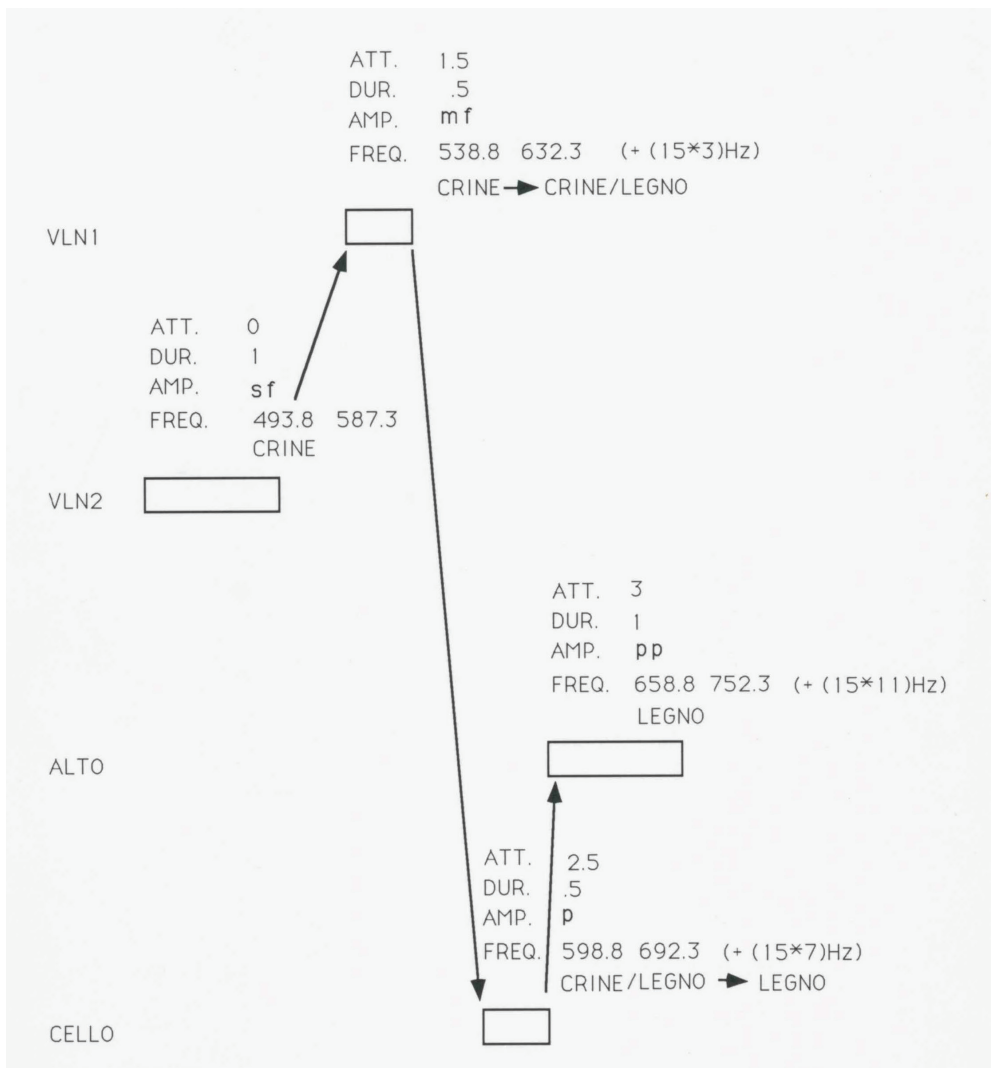 ATT. 1.5
DUR. .5
AMP. mf
FREQ. 538.8 632.3 (+ (15*3)Hz)
CRINE → CRINE/LEGNO
VLN1
ATT. 0
DUR. 1
AMP. sf
FREQ. 493.8 587.3
CRINE
VLN2
ATT. 3
DUR. 1
AMP. pp
FREQ. 658.8 752.3 (+ (15*11)Hz)
LEGNO
ALTO
ATT. 2.5
DUR. .5
AMP. p
FREQ. 598.8 692.3 (+ (15*7)Hz)
CRINE/LEGNO → LEGNO
CELLO